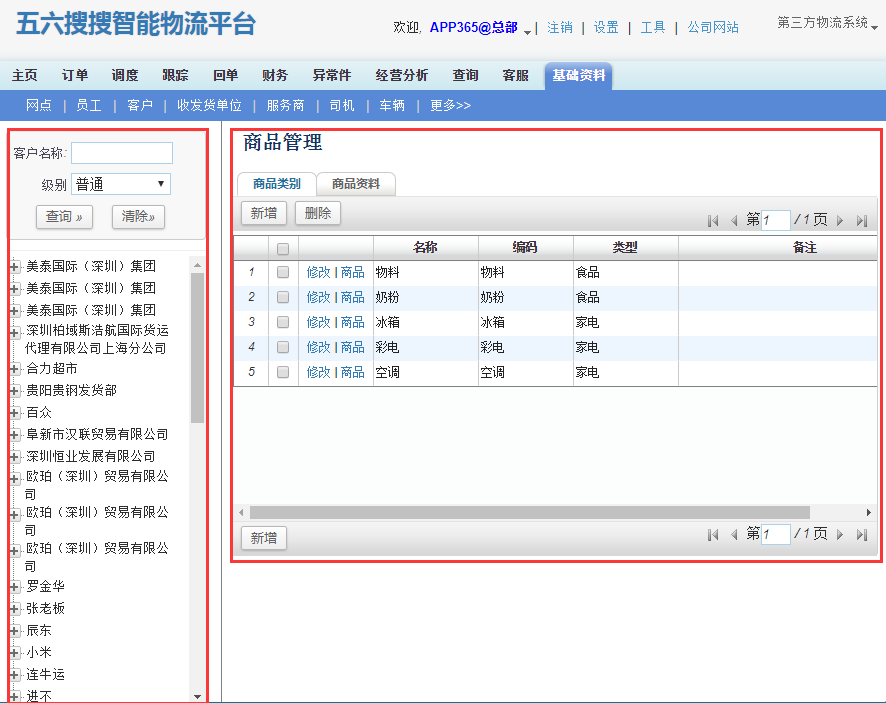 五六搜搜智能物流平台
欢迎, APP365@总部 | 注销 | 设置 | 工具 | 公司网站
第三方物流系统
主页 订单 调度 跟踪 回单 财务 异常件 经营分析 查询 客服 基础资料
网点 | 员工 | 客户 | 收发货单位 | 服务商 | 司机 | 车辆 | 更多>>
客户名称:
级别 普通
查询 » 清除»
美泰国际（深圳）集团
美泰国际（深圳）集团
美泰国际（深圳）集团
深圳柏域斯浩航国际货运
代理有限公司上海分公司
合力超市
贵阳贵钢发货部
百众
阜新市汉联贸易有限公司
深圳恒业发展有限公司
欧珀（深圳）贸易有限公
司
欧珀（深圳）贸易有限公
司
欧珀（深圳）贸易有限公
司
罗金华
张老板
辰东
小米
连牛运
进不
商品管理
商品类别 商品资料
新增 删除
第 1 / 1 页
名称 编码 类型 备注
1 修改 | 商品 物料 物料 食品
2 修改 | 商品 奶粉 奶粉 食品
3 修改 | 商品 冰箱 冰箱 家电
4 修改 | 商品 彩电 彩电 家电
5 修改 | 商品 空调 空调 家电
新增
第 1 / 1 页